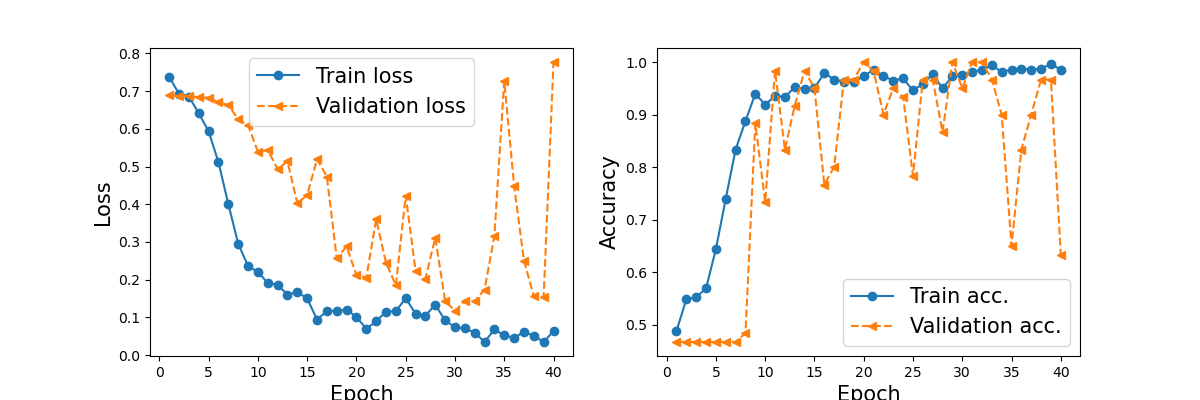 0.8
0.7
0.6
0.5
0.4
0.3
0.2
0.1
0.0
Loss
Train loss
Validation loss
0 5 10 15 20 25 30 35 40
Epoch
1.0
0.9
0.8
0.7
0.6
0.5
Accuracy
Train acc.
Validation acc.
0 5 10 15 20 25 30 35 40
Epoch